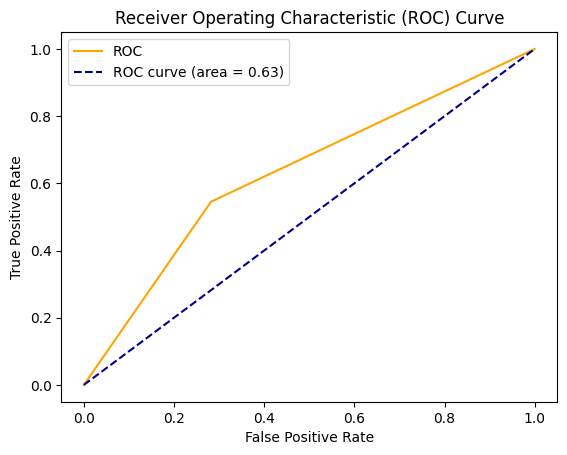 Receiver Operating Characteristic (ROC) Curve
ROC
ROC curve (area = 0.63)
True Positive Rate
1.0
0.8
0.6
0.4
0.2
0.0
0.0 0.2 0.4 0.6 0.8 1.0
False Positive Rate